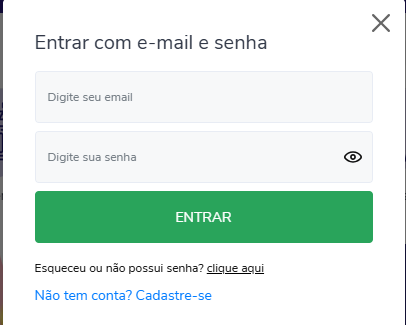 Entrar com e-mail e senha
Digite seu email
Digite sua senha
ENTRAR
Esqueceu ou não possui senha? clique aqui
Não tem conta? Cadastre-se